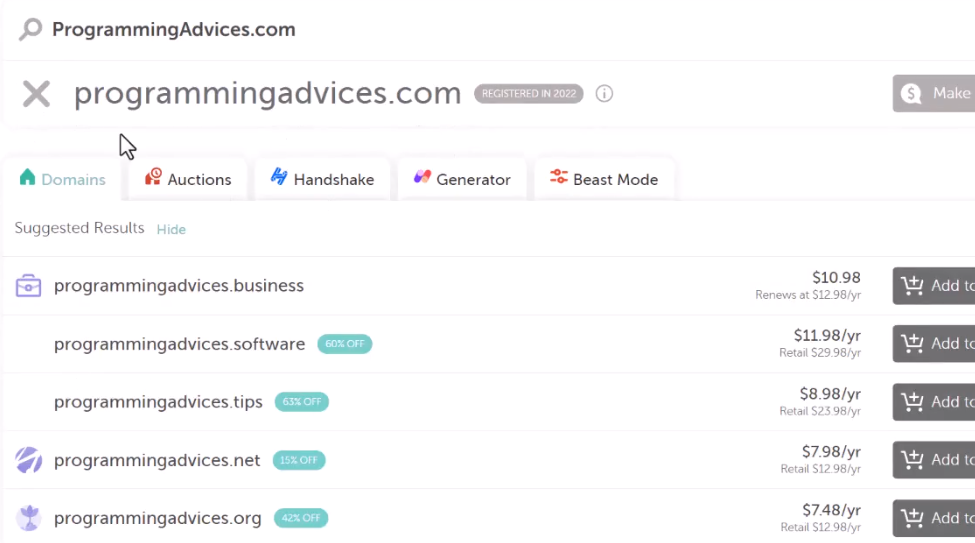 ProgrammingAdvices.com
programmingadvices.com REGISTERED IN 2022
Make
Domains Auctions Handshake Generator Beast Mode
Suggested Results Hide
programmingadvices.business $10.98 Add to
Renews at $12.98/yr
programmingadvices.software 60% OFF $11.98/yr Add to
Retail $29.98/yr
programmingadvices.tips 63% OFF $8.98/yr Add to
Retail $23.98/yr
programmingadvices.net 15% OFF $7.98/yr Add to
Retail $12.98/yr
programmingadvices.org 42% OFF $7.48/yr Add to
Retail $12.98/yr